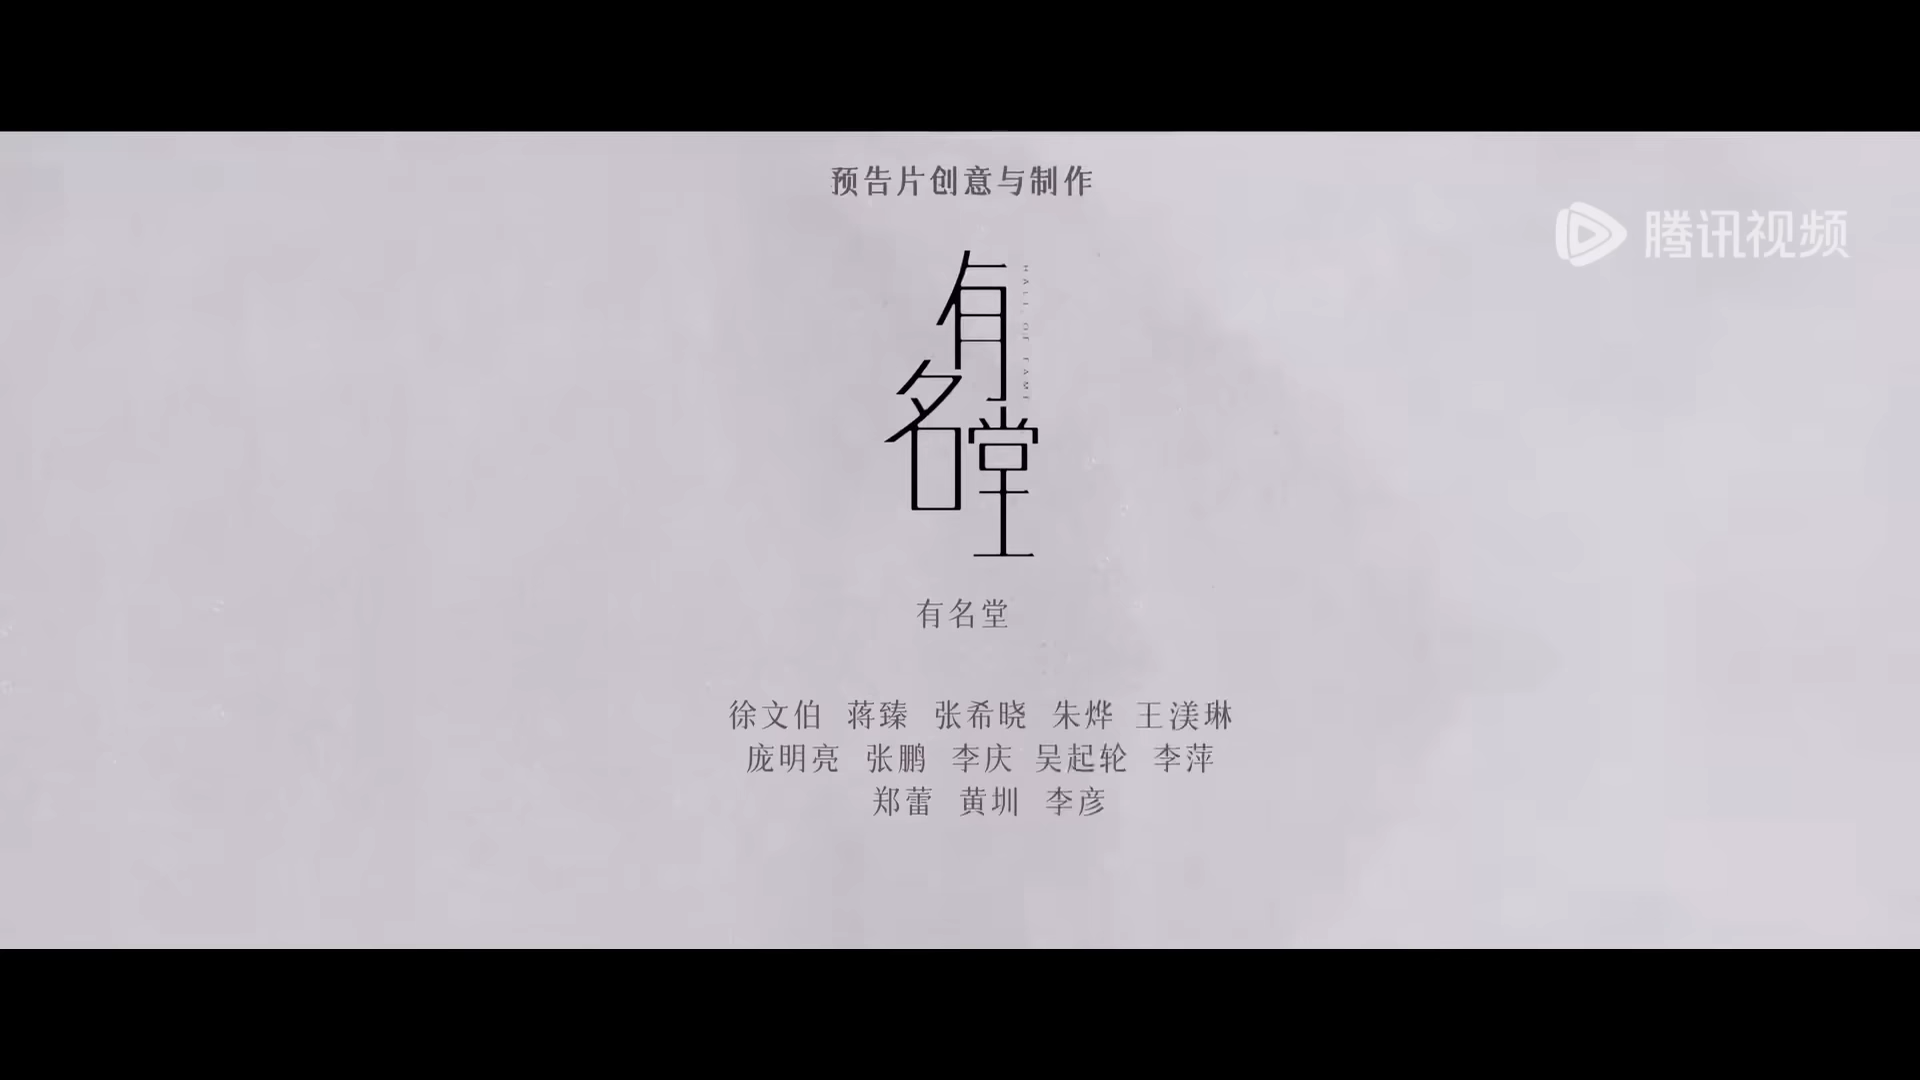 预告片创意与制作
腾讯视频
有名堂
HALL OF FAME
有名堂
徐文伯 蒋臻 张希晓 朱烨 王渼琳
庞明亮 张鹏 李庆 吴起轮 李萍
郑蕾 黄圳 李彦